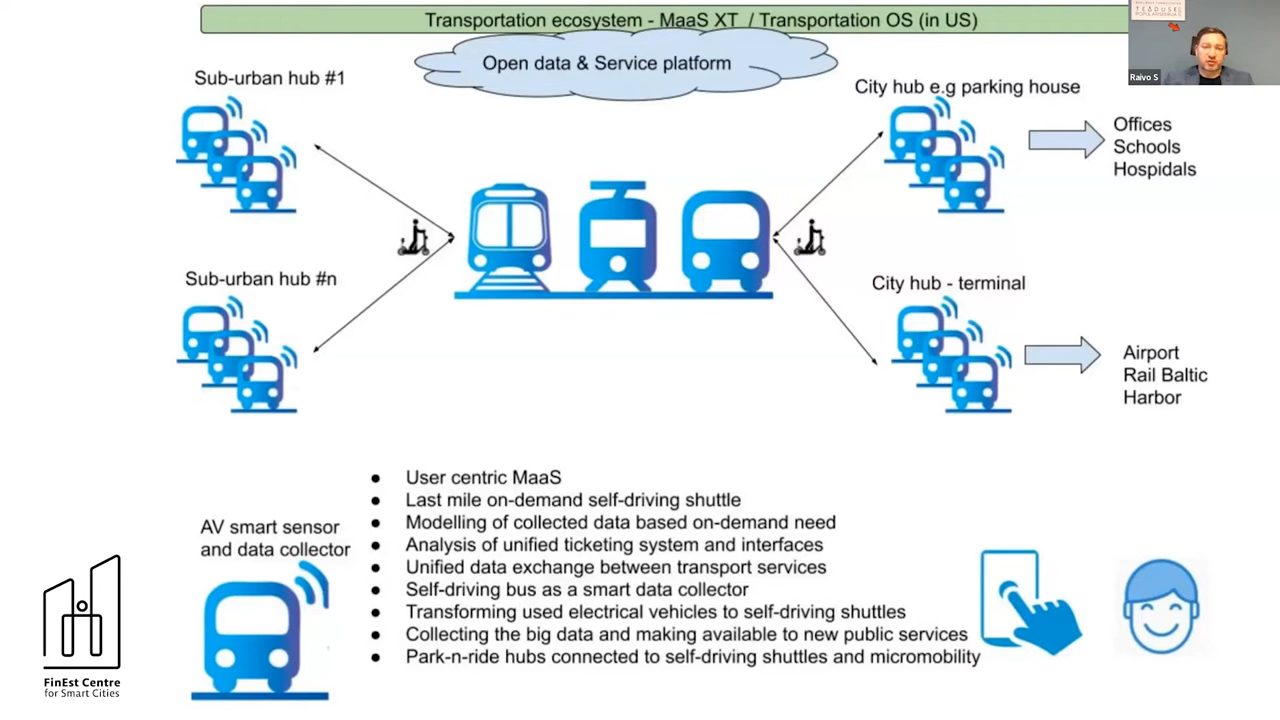 Transportation ecosystem - MaaS XT / Transportation OS (in US)
Open data & Service platform
Raivo S
Sub-urban hub #1
City hub e.g parking house
Offices
Schools
Hospidals
Sub-urban hub #n
City hub - terminal
Airport
Rail Baltic
Harbor
AV smart sensor
and data collector
● User centric MaaS
● Last mile on-demand self-driving shuttle
● Modelling of collected data based on-demand need
● Analysis of unified ticketing system and interfaces
● Unified data exchange between transport services
● Self-driving bus as a smart data collector
● Transforming used electrical vehicles to self-driving shuttles
● Collecting the big data and making available to new public services
● Park-n-ride hubs connected to self-driving shuttles and micromobility
FinEst Centre
for Smart Cities